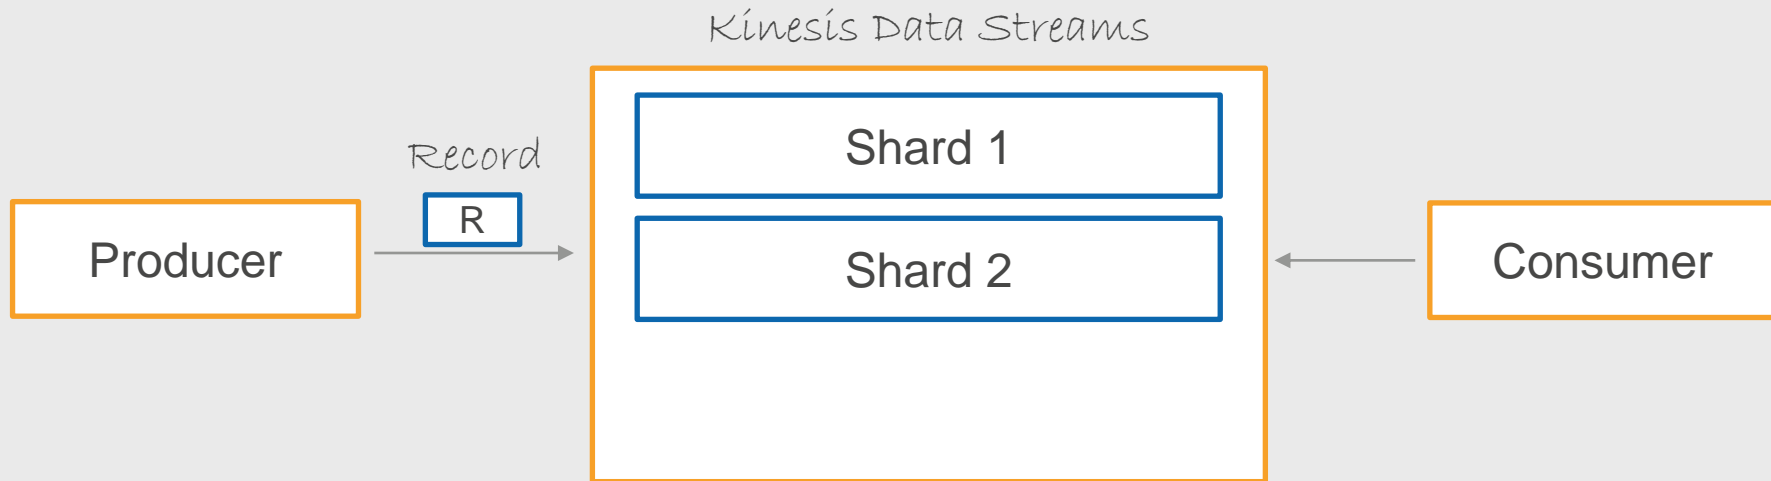 Kinesis Data Streams
Record
R
Producer
Shard 1
Shard 2
Consumer